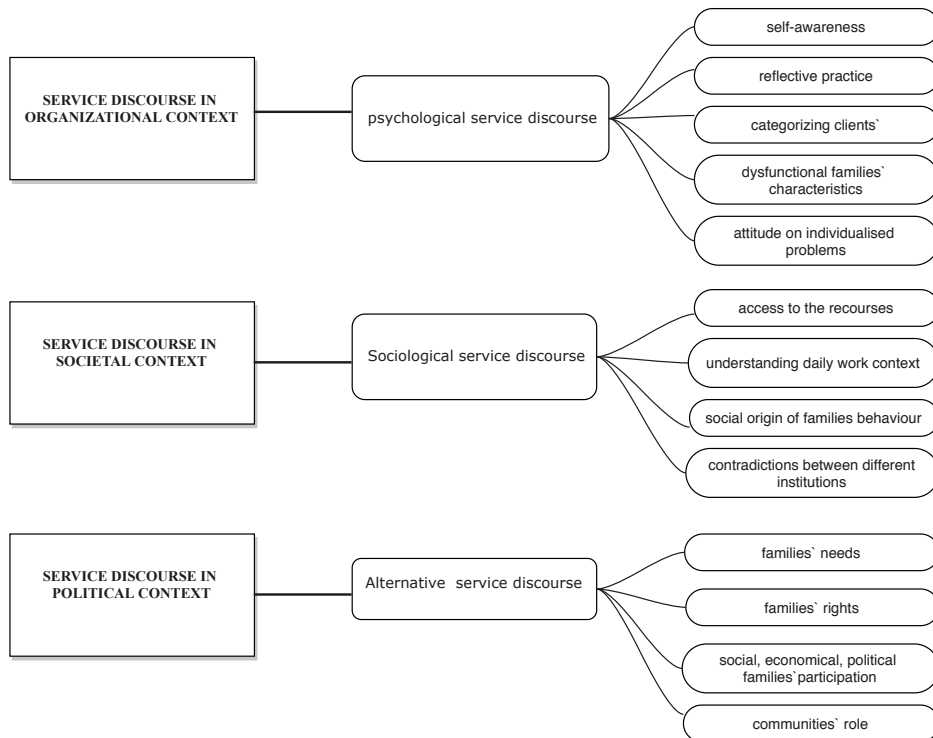 SERVICE DISCOURSE IN
ORGANIZATIONAL CONTEXT
psychological service discourse
self-awareness
reflective practice
categorizing clients`
dysfunctional families`
characteristics
attitude on individualised
problems
SERVICE DISCOURSE IN
SOCIETAL CONTEXT
Sociological service discourse
access to the recourses
understanding daily work context
social origin of families behaviour
contradictions between different
institutions
SERVICE DISCOURSE IN
POLITICAL CONTEXT
Alternative service discourse
families` needs
families` rights
social, economical, political
families`participation
communities` role